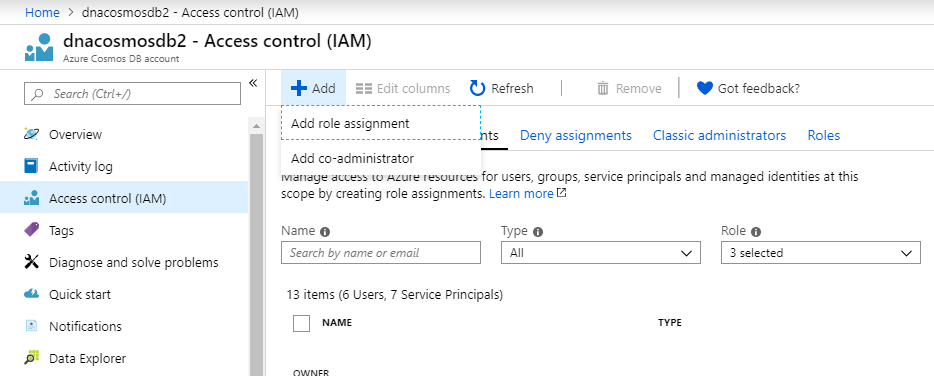 Home > dnacosmosdb2 - Access control (IAM)
dnacosmosdb2 - Access control (IAM)
Azure Cosmos DB account
Search (Ctrl+/)
«
Overview
Activity log
Access control (IAM)
Tags
Diagnose and solve problems
Quick start
Notifications
Data Explorer
Add
Edit columns
Refresh
Remove
Got feedback?
Add role assignment
Add co-administrator
nts
Deny assignments
Classic administrators
Roles
Manage access to Azure resources for users, groups, service principals and managed identities at this
scope by creating role assignments. Learn more
Name
Type
Role
Search by name or email
All
3 selected
13 items (6 Users, 7 Service Principals)
NAME
TYPE
OWNER